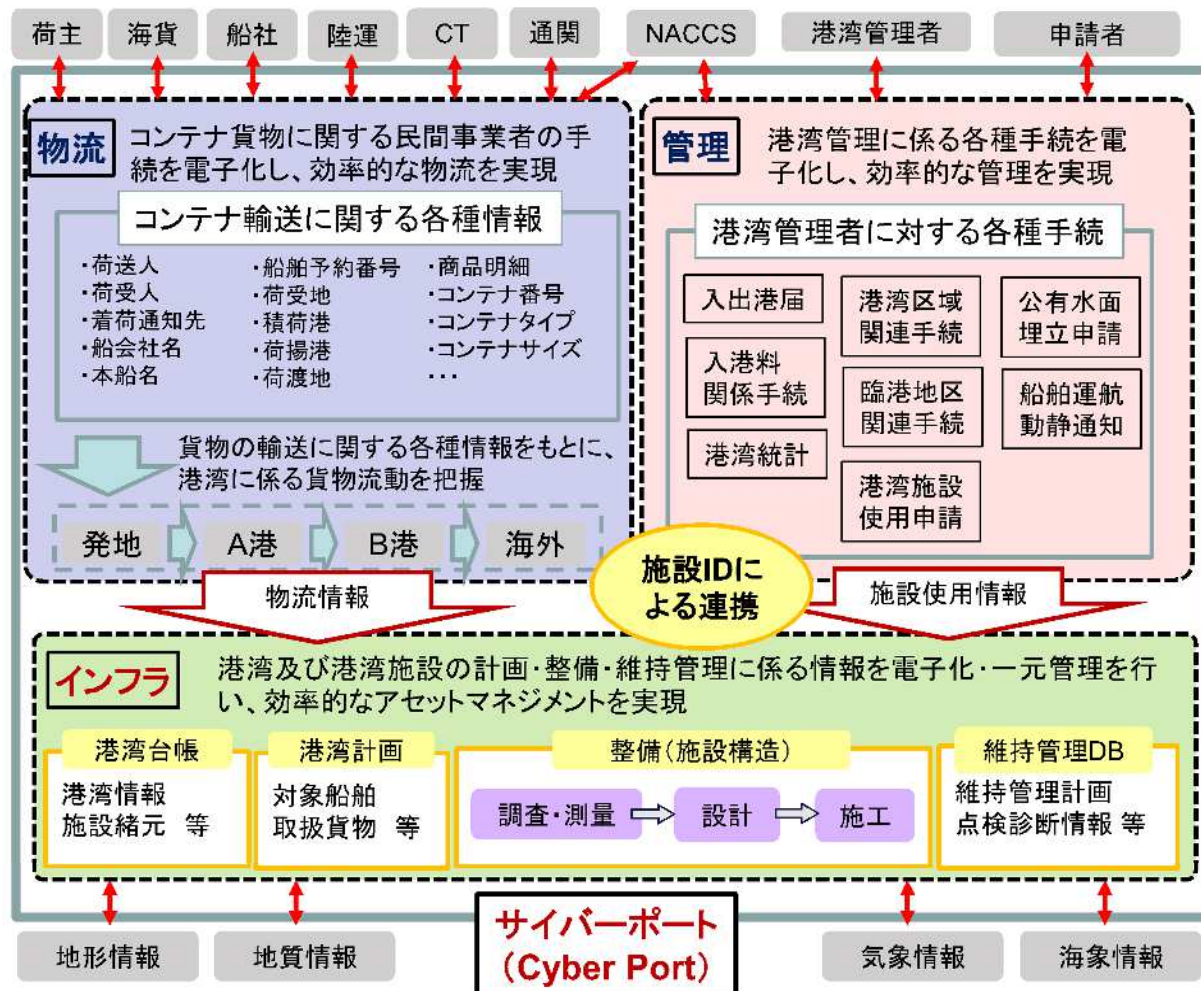 荷主
海貨
船社
陸運
CT
通関
NACCS
港湾管理者
申請者
物流
コンテナ貨物に関する民間事業者の手
続を電子化し、効率的な物流を実現
コンテナ輸送に関する各種情報
・荷送人
・荷受人
・着荷通知先
・船会社名
・本船名
・船舶予約番号
・荷受地
・積荷港
・荷揚港
・荷渡地
・商品明細
・コンテナ番号
・コンテナタイプ
・コンテナサイズ
・・・
貨物の輸送に関する各種情報をもとに、
港湾に係る貨物流動を把握
発地
A港
B港
海外
管理
港湾管理に係る各種手続を電
子化し、効率的な管理を実現
港湾管理者に対する各種手続
入出港届
入港料
関係手続
港湾統計
港湾区域
関連手続
臨港地区
関連手続
港湾施設
使用申請
公有水面
埋立申請
船舶運航
動静通知
施設IDに
よる連携
物流情報
施設使用情報
インフラ
港湾及び港湾施設の計画・整備・維持管理に係る情報を電子化・一元管理を行
い、効率的なアセットマネジメントを実現
港湾台帳
港湾情報
施設緒元 等
港湾計画
対象船舶
取扱貨物 等
整備(施設構造)
調査・測量
設計
施工
維持管理DB
維持管理計画
点検診断情報 等
サイバーポート
(Cyber Port)
地形情報
地質情報
気象情報
海象情報